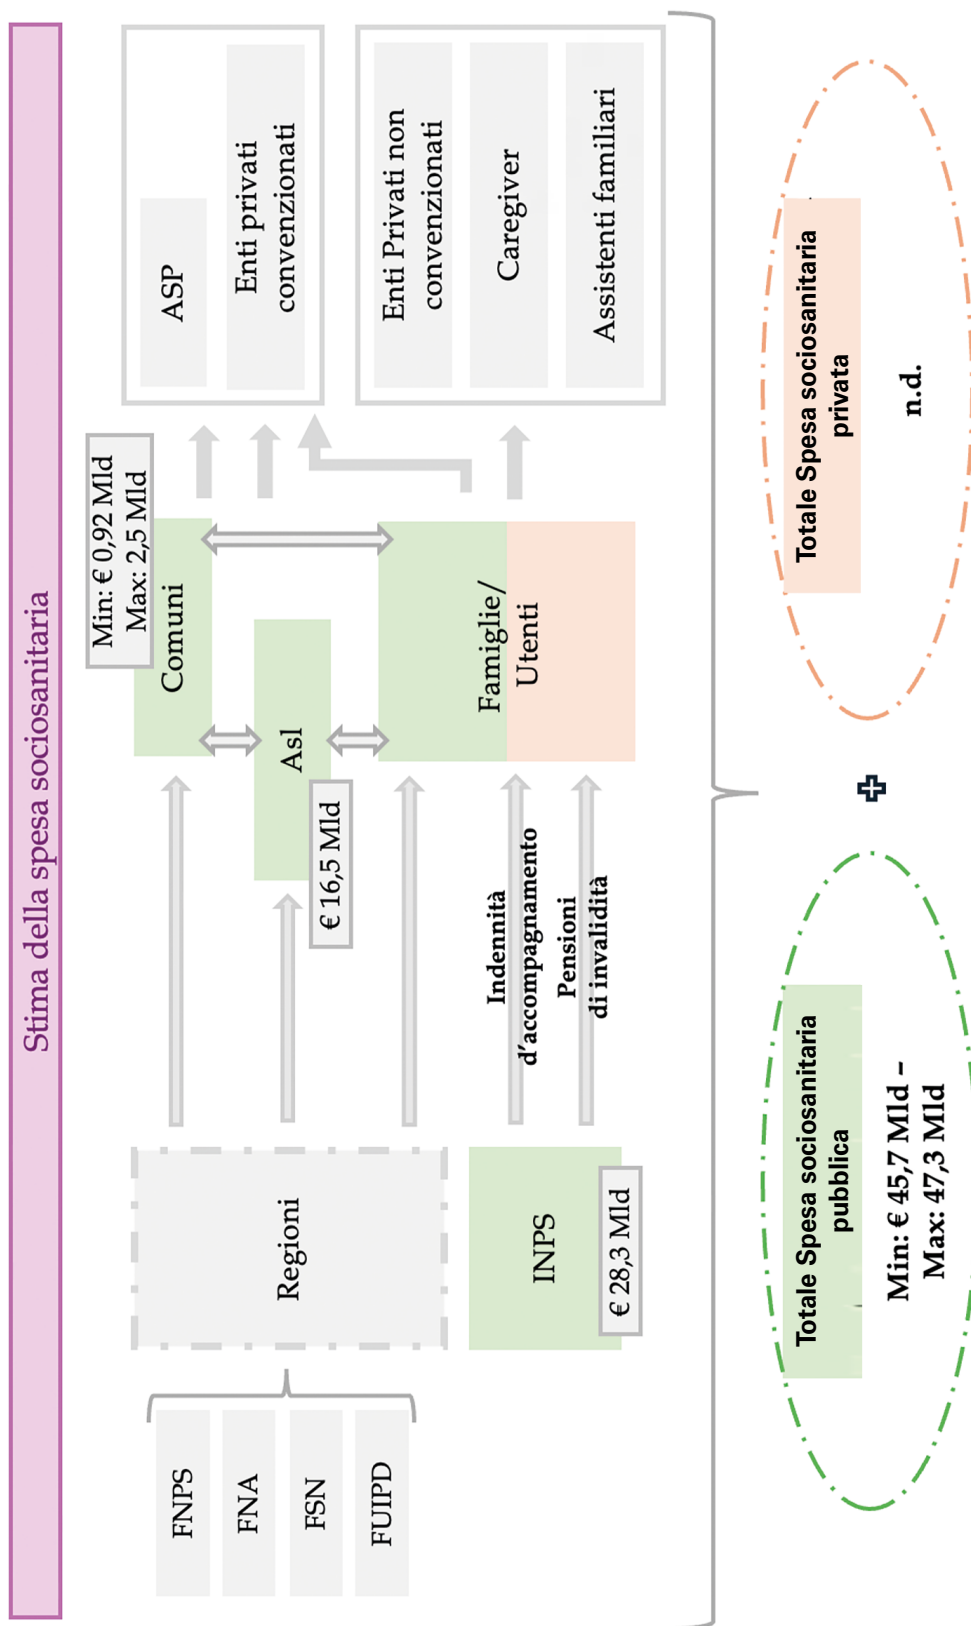 Stima della spesa sociosanitaria
FNPS
FNA
FSN
FUIPD
Regioni
INPS
€ 28,3 Mld
Indennità
d'accompagnamento
Pensioni
di invalidità
Min: € 0,92 Mld
Max: 2,5 Mld
Comuni
Asl
€ 16,5 Mld
Famiglie/
Utenti
ASP
Enti privati
convenzionati
Enti Privati non
convenzionati
Caregiver
Assistenti familiari
Totale Spesa sociosanitaria
pubblica
Min: € 45,7 Mld –
Max: 47,3 Mld
Totale Spesa sociosanitaria
privata
n.d.